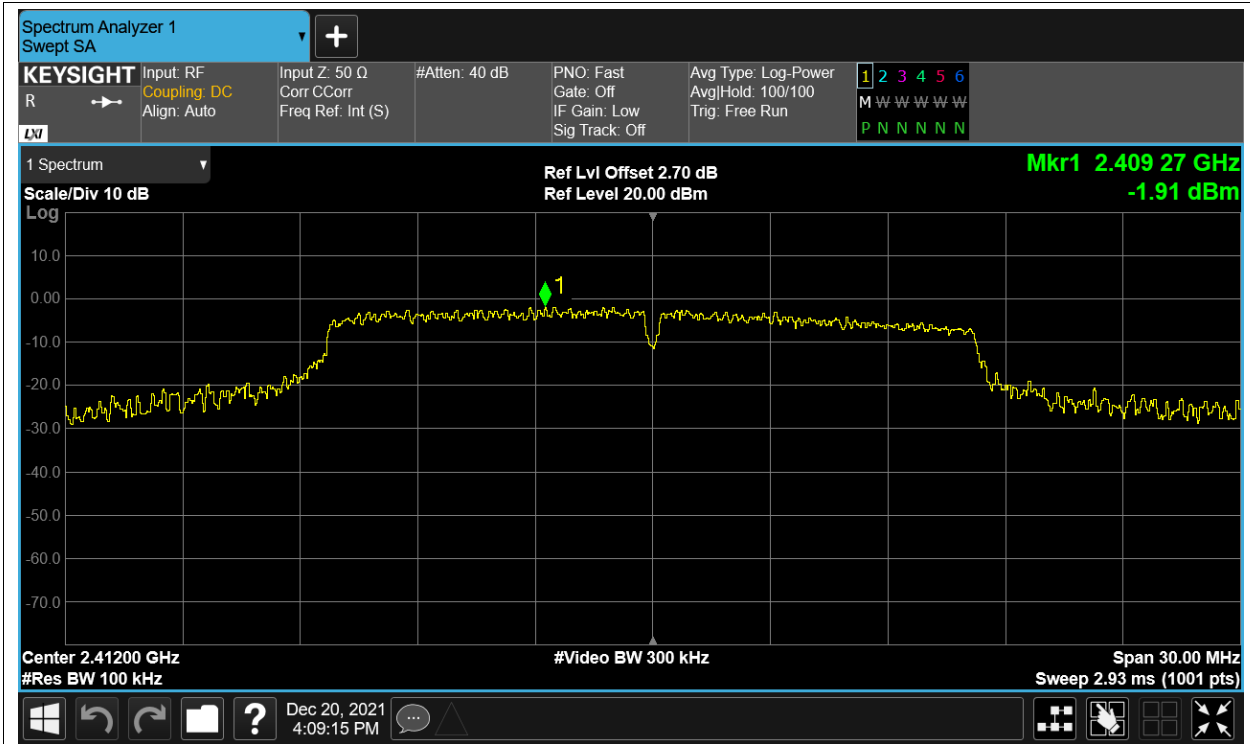 Spectrum Analyzer 1
Swept SA
KEYSIGHT
R
LXI
Input: RF
Coupling: DC
Align: Auto
Input Z: 50 Ω
Corr CCorr
Freq Ref: Int (S)
#Atten: 40 dB
PNO: Fast
Gate: Off
IF Gain: Low
Sig Track: Off
Avg Type: Log-Power
Avg|Hold: 100/100
Trig: Free Run
1 2 3 4 5 6
M W W W W W
P N N N N N
1 Spectrum
Scale/Div 10 dB
Ref Lvl Offset 2.70 dB
Ref Level 20.00 dBm
Mkr1 2.409 27 GHz
-1.91 dBm
Log
10.0
0.00
-10.0
-20.0
-30.0
-40.0
-50.0
-60.0
-70.0
1
Center 2.41200 GHz
#Res BW 100 kHz
#Video BW 300 kHz
Span 30.00 MHz
Sweep 2.93 ms (1001 pts)
?
Dec 20, 2021
4:09:15 PM